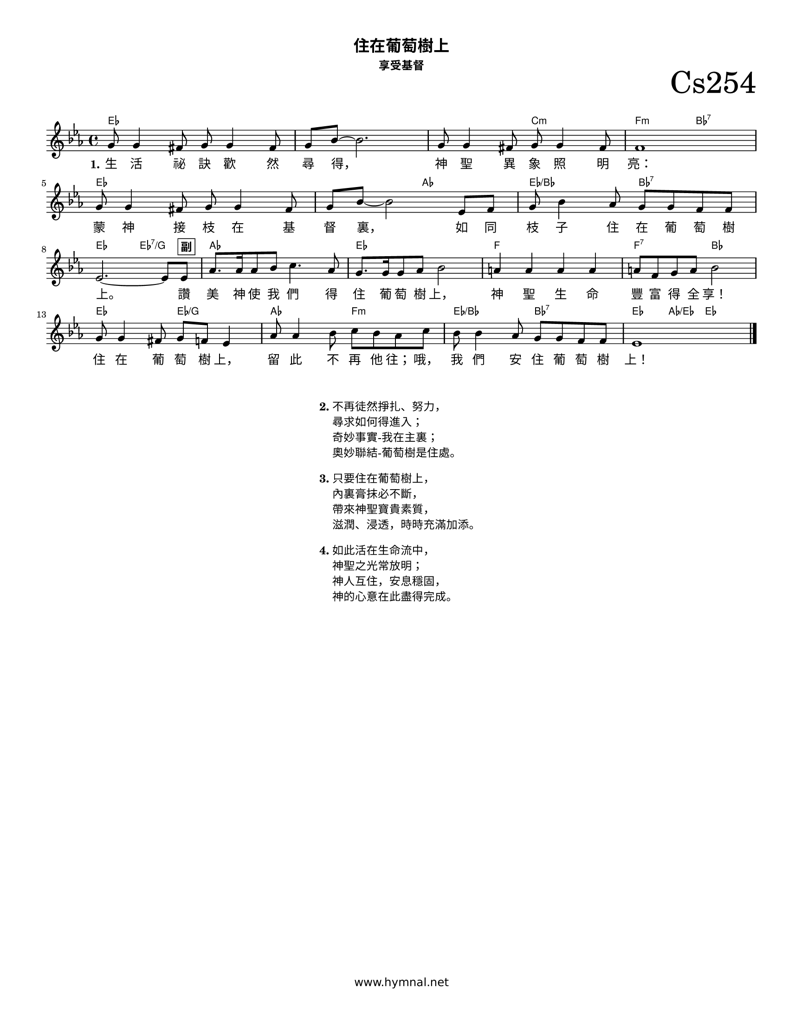 住在葡萄樹上
享受基督
Cs254
E♭ Cm Fm B♭7
1. 生 活 祕 訣 歡 然 尋 得， 神 聖 異 象 照 明 亮：
5 E♭ A♭ E♭/B♭ B♭7
蒙 神 接 枝 在 基 督 裏， 如 同 枝 子 住 在 葡 萄 樹
8 E♭ E♭7/G 副 A♭ E♭ F F7 B♭
上。 讚 美 神 使 我 們 得 住 葡 萄 樹 上， 神 聖 生 命 豐 富 得 全 享！
13 E♭ E♭/G A♭ Fm E♭/B♭ B♭7 E♭ A♭/E♭ E♭
住 在 葡 萄 樹 上， 留 此 不 再 他 往；哦， 我 們 安 住 葡 萄 樹 上！
2. 不再徒然掙扎、努力，
尋求如何得進入；
奇妙事實-我在主裏；
奧妙聯結-葡萄樹是住處。
3. 只要住在葡萄樹上，
內裏膏抹必不斷，
帶來神聖寶貴素質，
滋潤、浸透，時時充滿加添。
4. 如此活在生命流中，
神聖之光常放明；
神人互住，安息穩固，
神的心意在此盡得完成。
www.hymnal.net